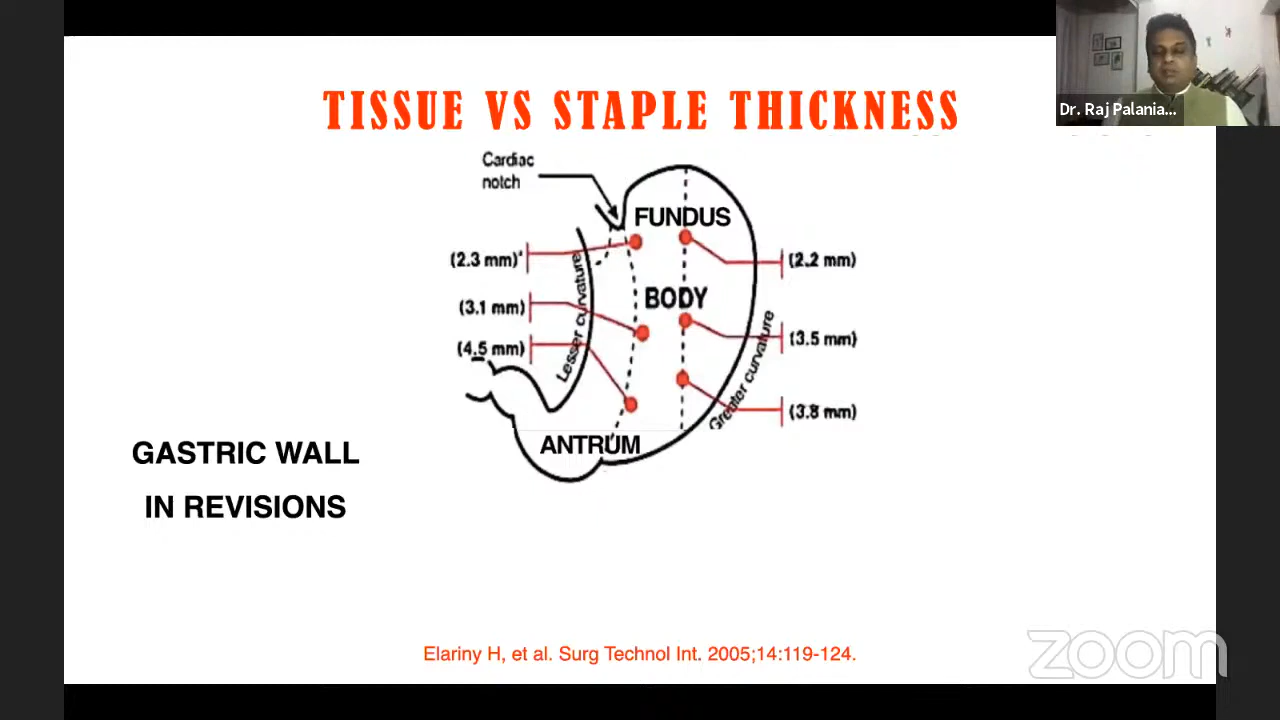 TISSUE VS STAPLE THICKNESS
Dr. Raj Palania...
Cardiac
notch
FUNDUS
(2.3 mm)*
(2.2 mm)
BODY
(3.1 mm)
(3.5 mm)
(4.5 mm)
Lesser curvature
Greater curvature
(3.8 mm)
ANTRUM
GASTRIC WALL
IN REVISIONS
Elariny H, et al. Surg Technol Int. 2005;14:119-124.
zoom